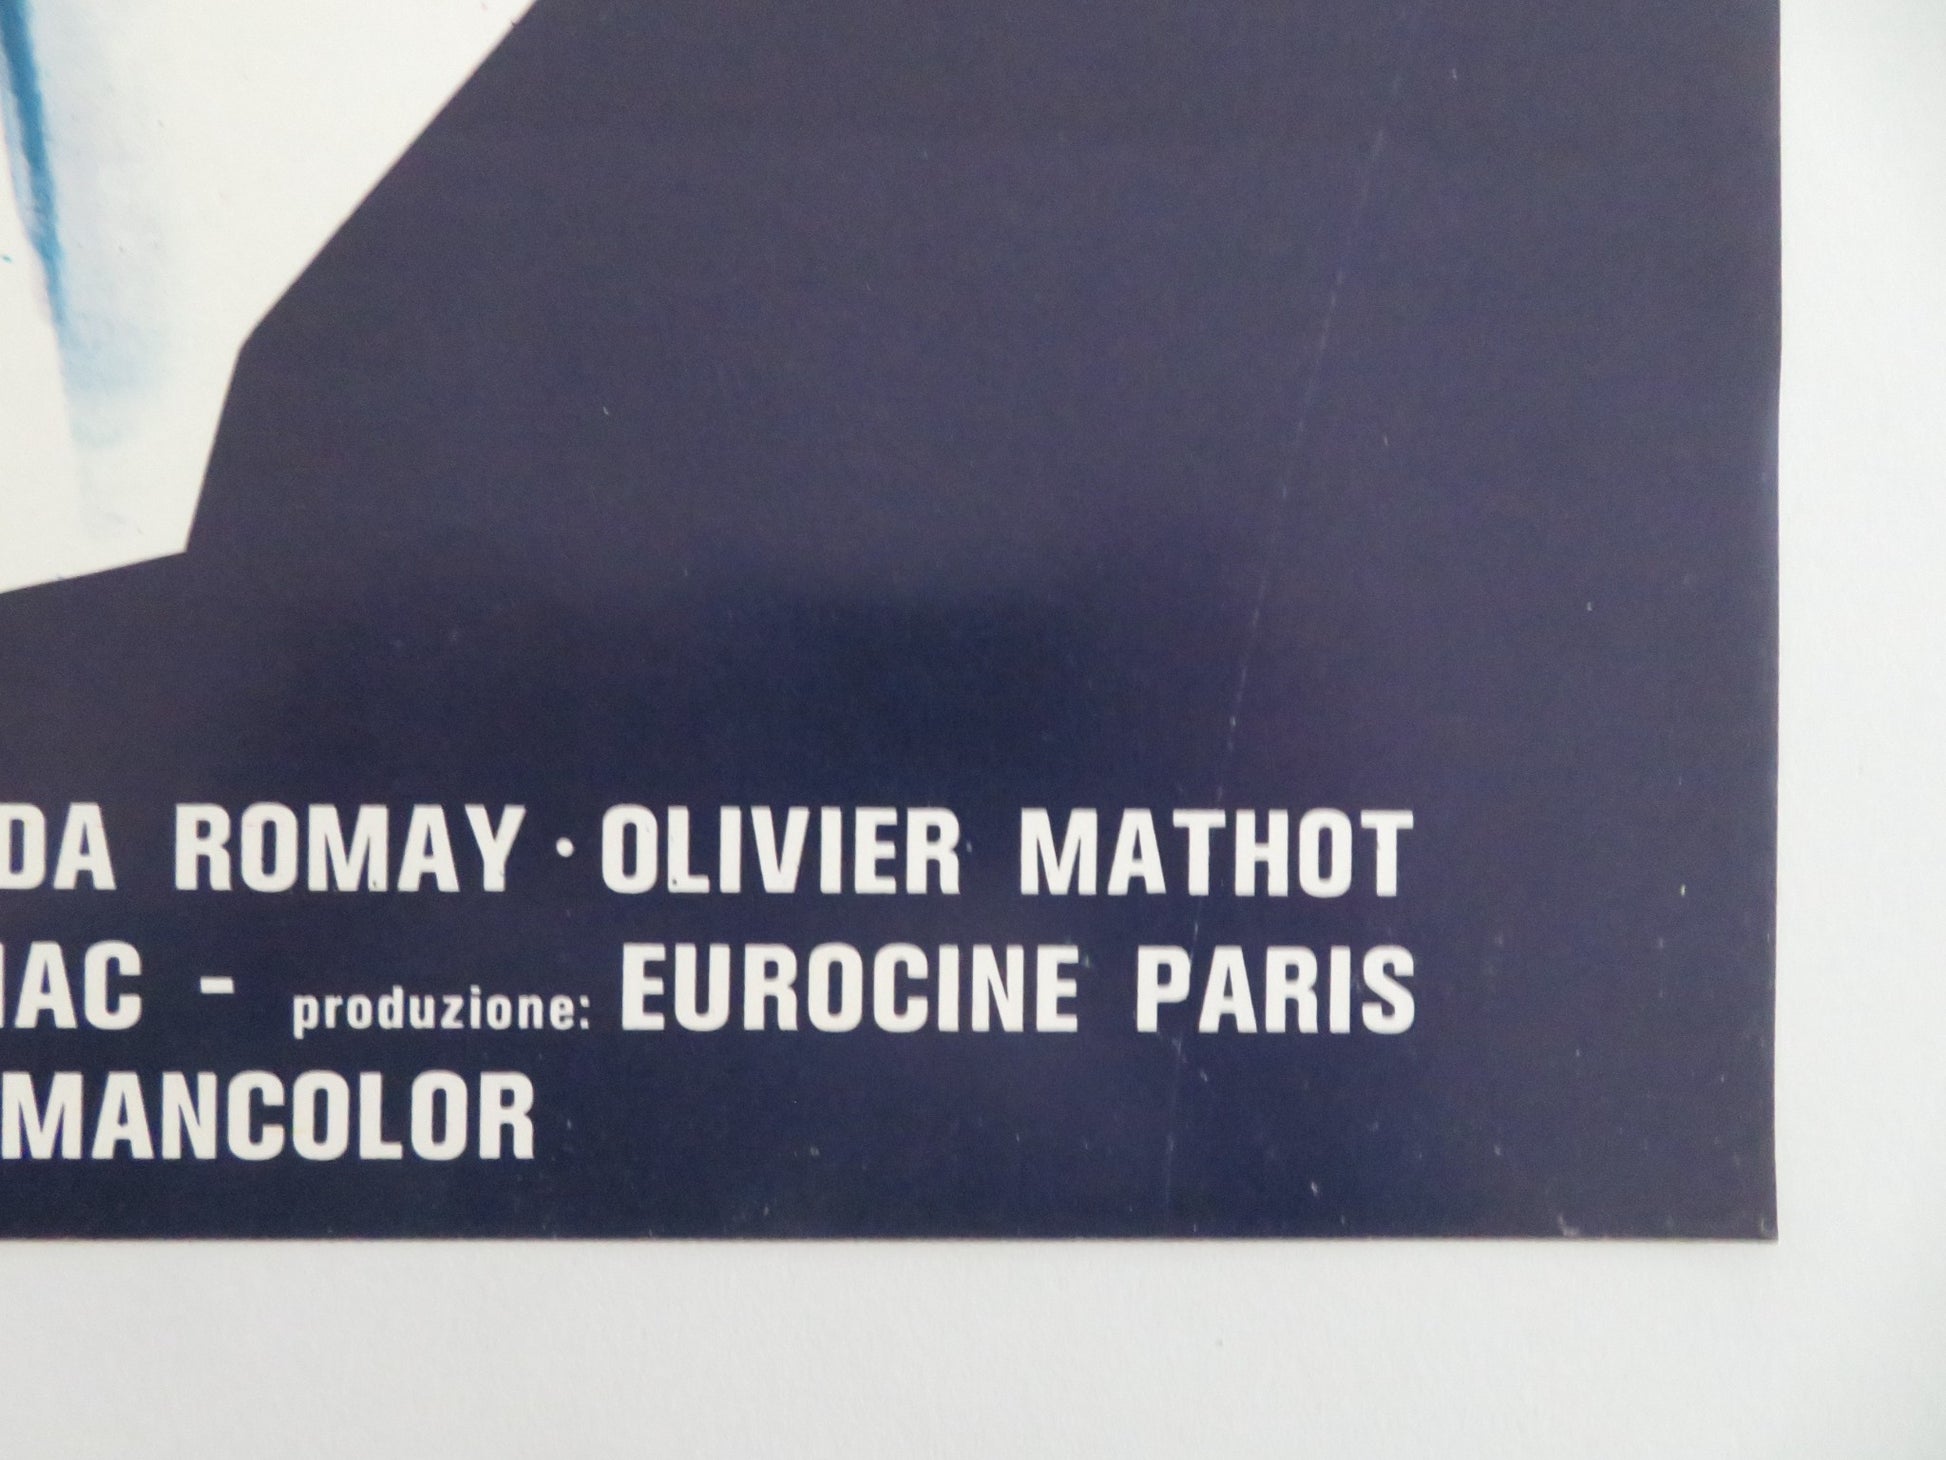 DA ROMAY · OLIVIER MATHOT
IAC - produzione: EUROCINE PARIS
MANCOLOR